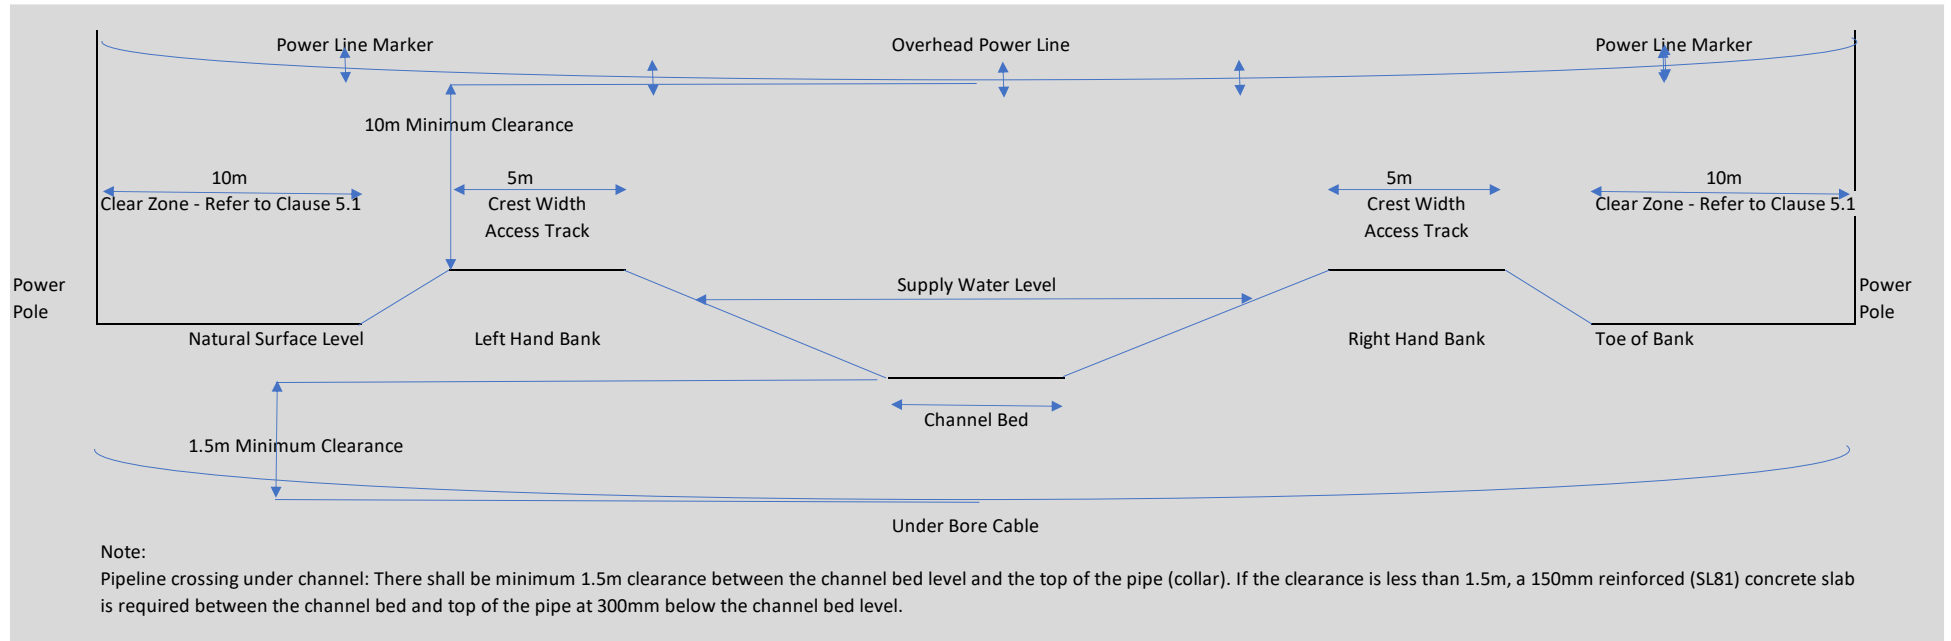 Power Line Marker
Overhead Power Line
Power Line Marker
10m Minimum Clearance
10m
Clear Zone - Refer to Clause 5.1
5m
Crest Width
Access Track
5m
Crest Width
Access Track
10m
Clear Zone - Refer to Clause 5.1
Power
Pole
Supply Water Level
Power
Pole
Natural Surface Level
Left Hand Bank
Right Hand Bank
Toe of Bank
Channel Bed
1.5m Minimum Clearance
Under Bore Cable
Note:
Pipeline crossing under channel: There shall be minimum 1.5m clearance between the channel bed level and the top of the pipe (collar). If the clearance is less than 1.5m, a 150mm reinforced (SL81) concrete slab
is required between the channel bed and top of the pipe at 300mm below the channel bed level.